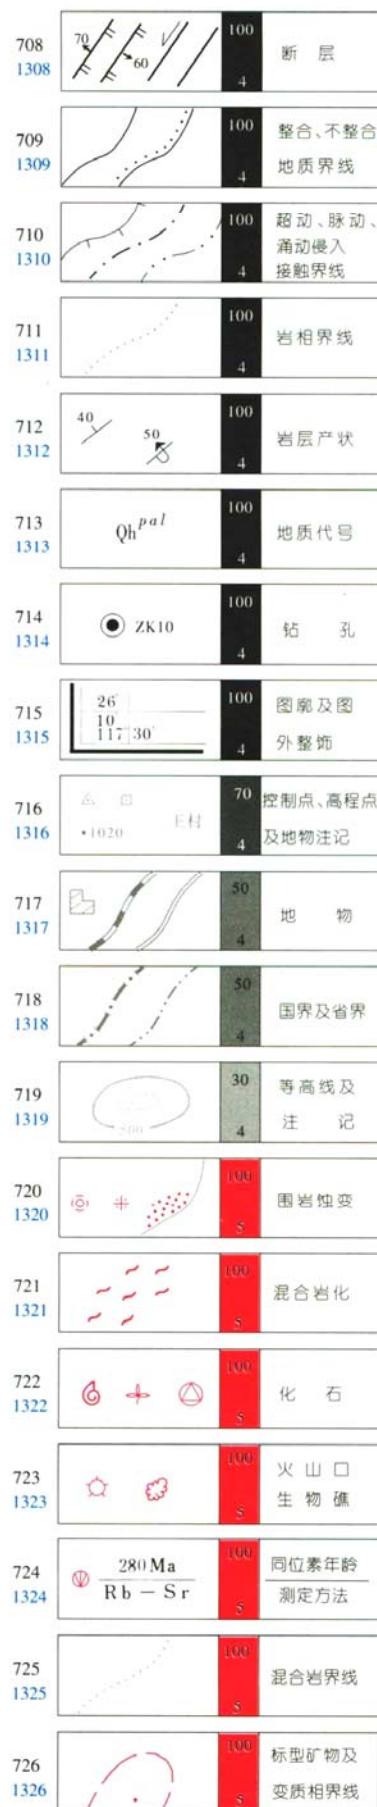 708
1308
70
60
100
4
断 层
709
1309
100
4
整合、不整合
地质界线
710
1310
100
4
超动、脉动、
涌动侵入
接触界线
711
1311
100
4
岩相界线
712
1312
40
50
100
4
岩层产状
713
1313
Qh^pal
100
4
地质代号
714
1314
ZK10
100
4
钻 孔
715
1315
26′
10
117°30′
100
4
图廓及图
外整饰
716
1316
•1020
王村
70
4
控制点、高程点
及地物注记
717
1317
50
4
地 物
718
1318
50
4
国界及省界
719
1319
30
4
等高线及
注 记
720
1320
100
5
围岩蚀变
721
1321
100
5
混合岩化
722
1322
100
5
化 石
723
1323
100
5
火山口
生物礁
724
1324
280Ma
Rb－Sr
100
5
同位素年龄
测定方法
725
1325
100
5
混合岩界线
726
1326
100
5
标型矿物及
变质相界线